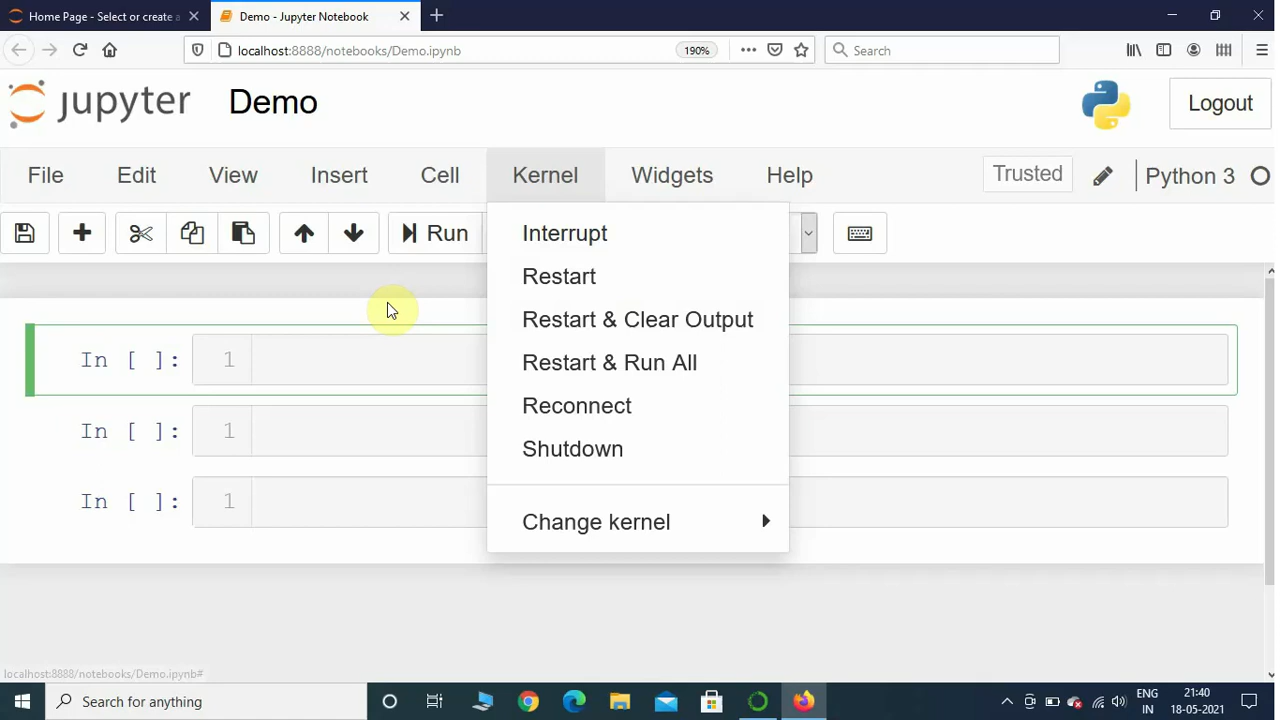 Home Page - Select or create a
Demo - Jupyter Notebook
localhost:8888/notebooks/Demo.ipynb
190%
Search
jupyter
Demo
Logout
File
Edit
View
Insert
Cell
Kernel
Widgets
Help
Trusted
Python 3
Run
Interrupt
Restart
Restart & Clear Output
Restart & Run All
Reconnect
Shutdown
Change kernel
In [ ]:
1
In [ ]:
1
In [ ]:
1
localhost:8888/notebooks/Demo.ipynb#
Search for anything
ENG
IN
21:40
18-05-2021